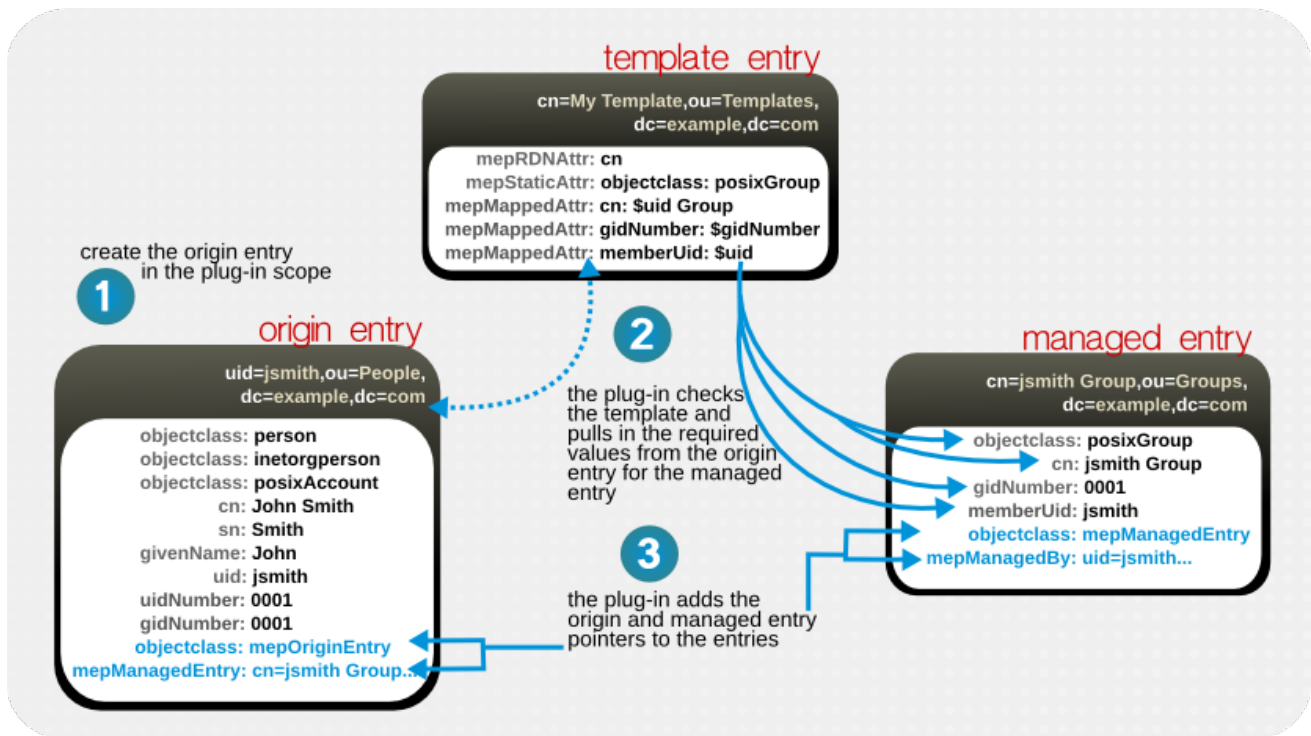 template entry
cn=My Template,ou=Templates,
dc=example,dc=com
mepRDNAttr: cn
mepStaticAttr: objectclass: posixGroup
mepMappedAttr: cn: $uid Group
mepMappedAttr: gidNumber: $gidNumber
mepMappedAttr: memberUid: $uid
create the origin entry
in the plug-in scope
1
origin entry
uid=jsmith,ou=People,
dc=example,dc=com
objectclass: person
objectclass: inetorgperson
objectclass: posixAccount
cn: John Smith
sn: Smith
givenName: John
uid: jsmith
uidNumber: 0001
gidNumber: 0001
objectclass: mepOriginEntry
mepManagedEntry: cn=jsmith Group...
2
the plug-in checks
the template and
pulls in the required
values from the origin
entry for the managed
entry
3
the plug-in adds the
origin and managed entry
pointers to the entries
managed entry
cn=jsmith Group,ou=Groups,
dc=example,dc=com
objectclass: posixGroup
cn: jsmith Group
gidNumber: 0001
memberUid: jsmith
objectclass: mepManagedEntry
mepManagedBy: uid=jsmith...